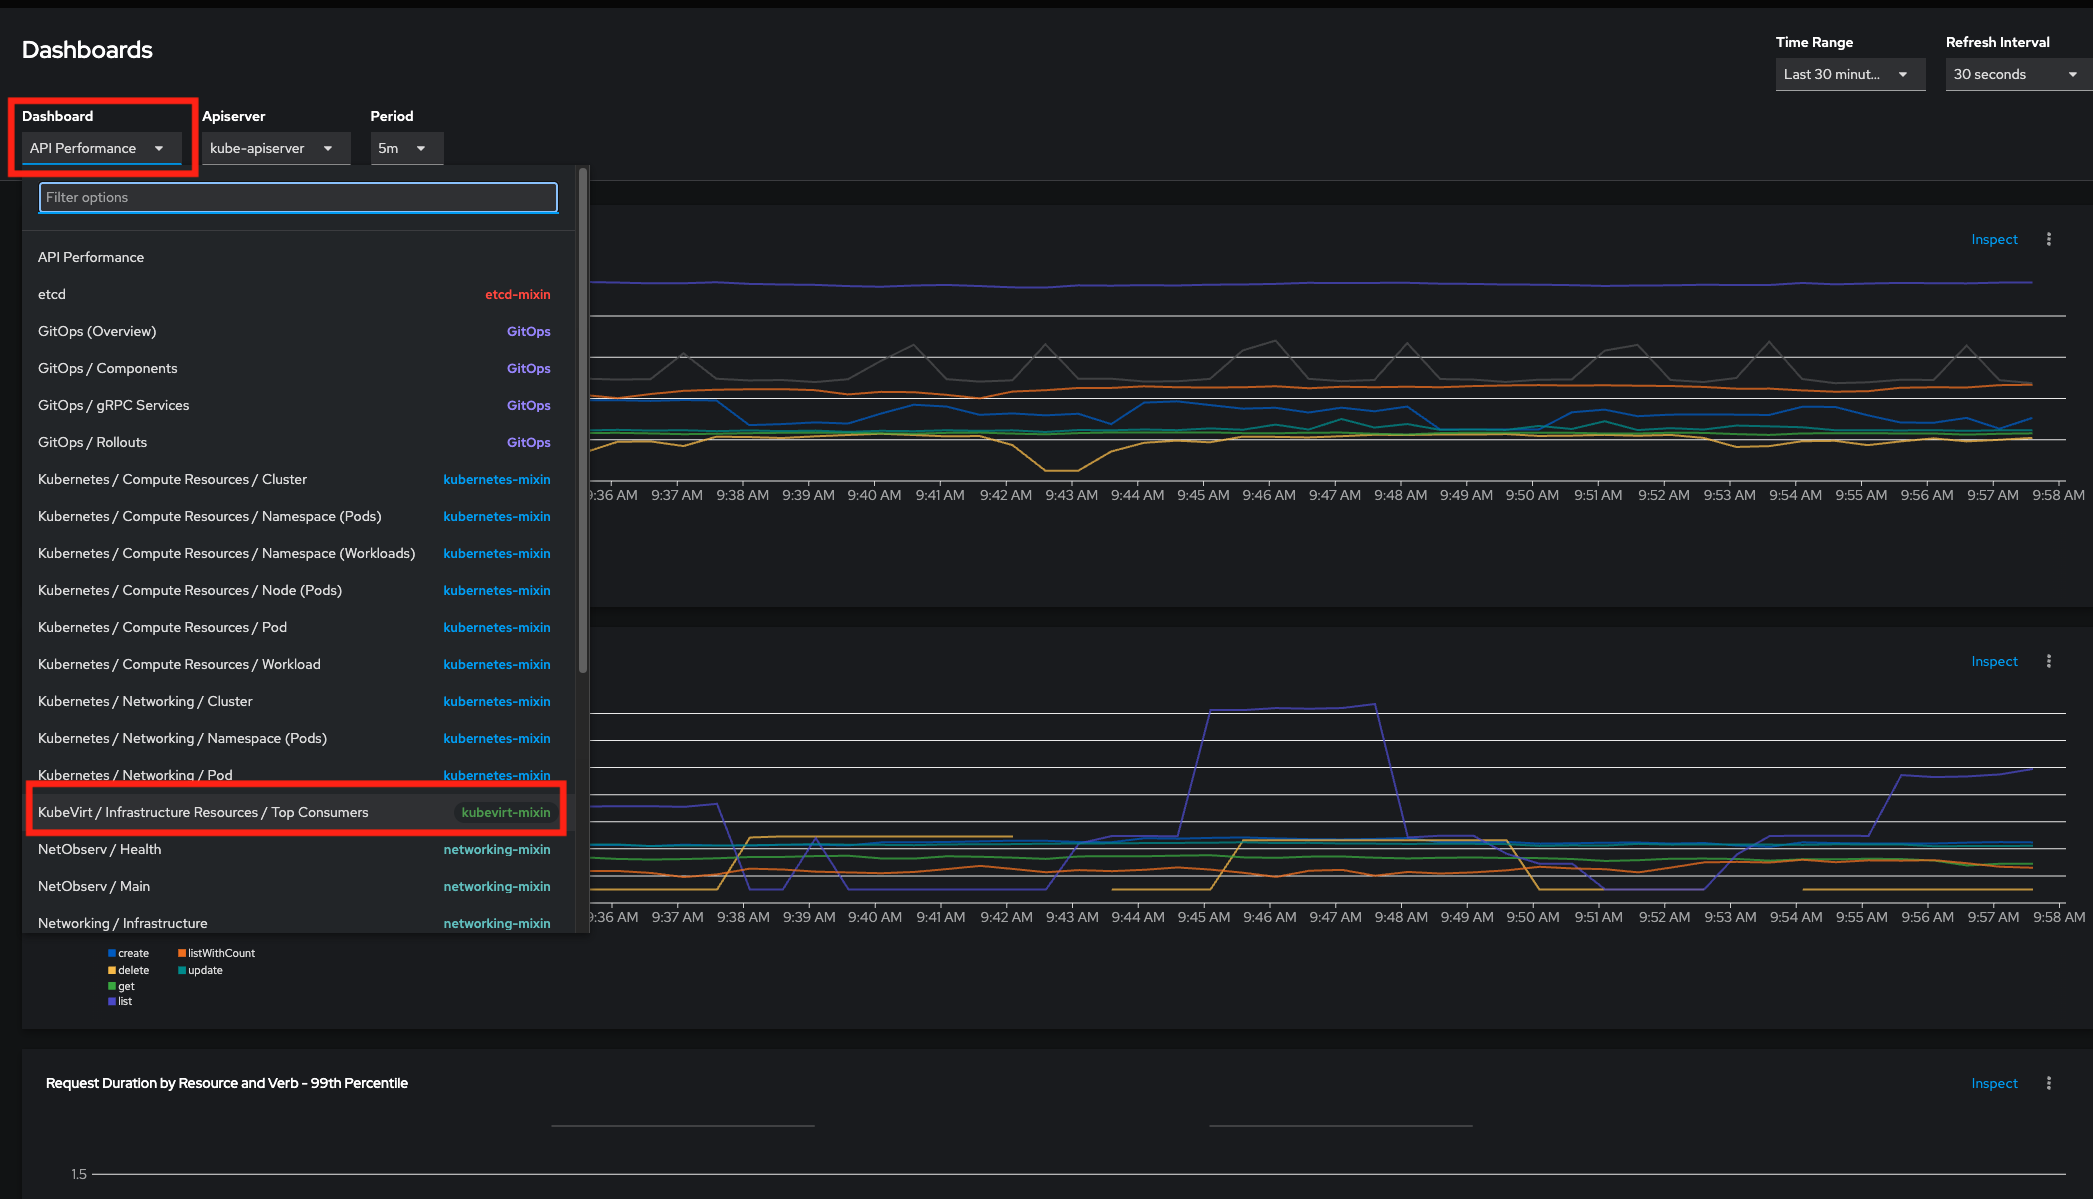 Dashboards
Time Range
Refresh Interval
Last 30 minut...
30 seconds
Dashboard
Apiserver
Period
API Performance
kube-apiserver
5m
Filter options
API Performance
etcd etcd-mixin
GitOps (Overview) GitOps
GitOps / Components GitOps
GitOps / gRPC Services GitOps
GitOps / Rollouts GitOps
Kubernetes / Compute Resources / Cluster kubernetes-mixin
Kubernetes / Compute Resources / Namespace (Pods) kubernetes-mixin
Kubernetes / Compute Resources / Namespace (Workloads) kubernetes-mixin
Kubernetes / Compute Resources / Node (Pods) kubernetes-mixin
Kubernetes / Compute Resources / Pod kubernetes-mixin
Kubernetes / Compute Resources / Workload kubernetes-mixin
Kubernetes / Networking / Cluster kubernetes-mixin
Kubernetes / Networking / Namespace (Pods) kubernetes-mixin
Kubernetes / Networking / Pod kubernetes-mixin
KubeVirt / Infrastructure Resources / Top Consumers kubevirt-mixin
NetObserv / Health networking-mixin
NetObserv / Main networking-mixin
Networking / Infrastructure networking-mixin
Inspect
9:36 AM 9:37 AM 9:38 AM 9:39 AM 9:40 AM 9:41 AM 9:42 AM 9:43 AM 9:44 AM 9:45 AM 9:46 AM 9:47 AM 9:48 AM 9:49 AM 9:50 AM 9:51 AM 9:52 AM 9:53 AM 9:54 AM 9:55 AM 9:56 AM 9:57 AM 9:58 AM
Inspect
9:36 AM 9:37 AM 9:38 AM 9:39 AM 9:40 AM 9:41 AM 9:42 AM 9:43 AM 9:44 AM 9:45 AM 9:46 AM 9:47 AM 9:48 AM 9:49 AM 9:50 AM 9:51 AM 9:52 AM 9:53 AM 9:54 AM 9:55 AM 9:56 AM 9:57 AM 9:58 AM
create listWithCount
delete update
get
list
Request Duration by Resource and Verb - 99th Percentile
Inspect
1.5